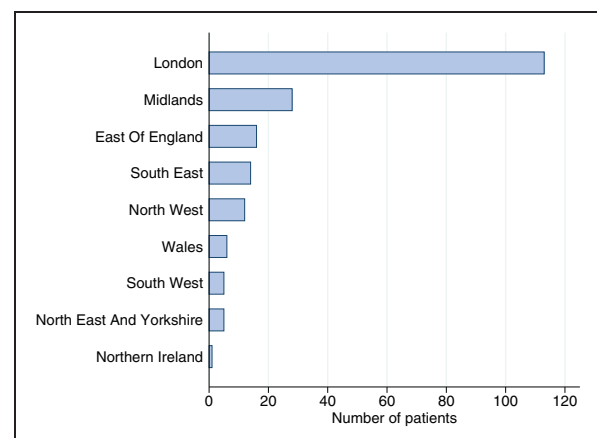 London
Midlands
East Of England
South East
North West
Wales
South West
North East And Yorkshire
Northern Ireland
0 20 40 60 80 100 120
Number of patients